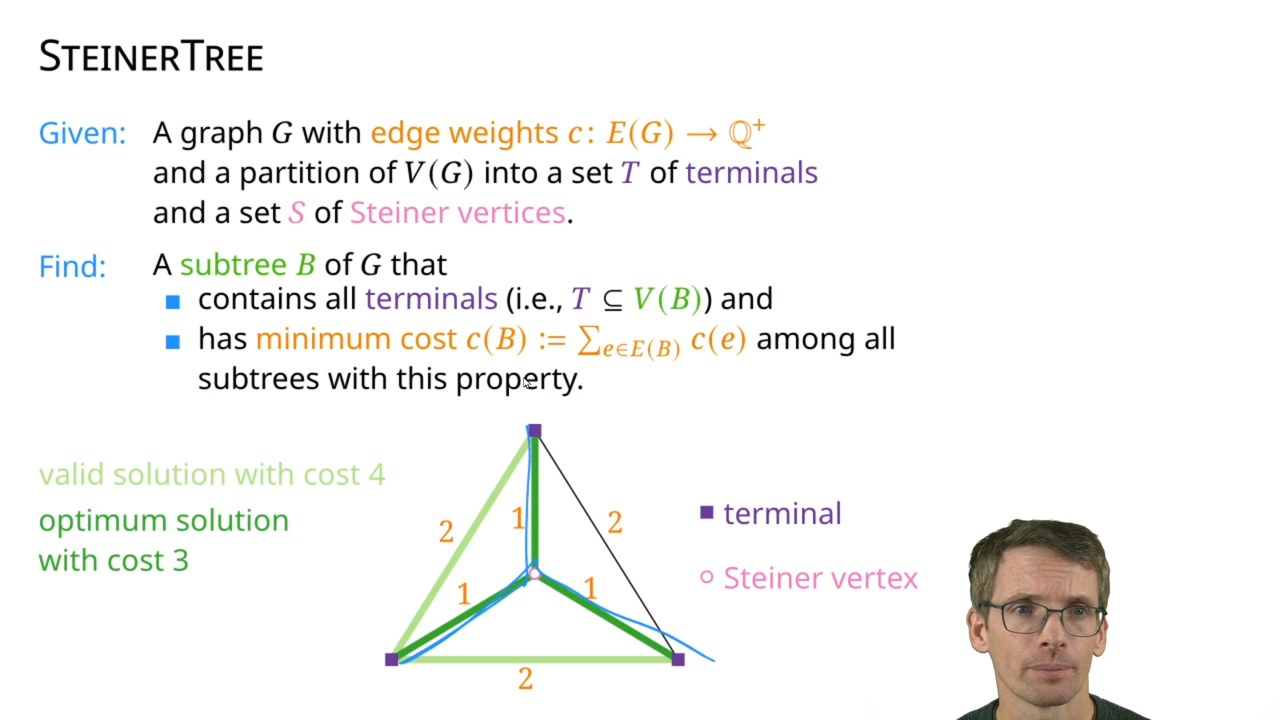 STEINERTREE
Given: A graph G with edge weights c: E(G) → ℚ⁺
and a partition of V(G) into a set T of terminals
and a set S of Steiner vertices.
Find: A subtree B of G that
■ contains all terminals (i.e., T ⊆ V(B)) and
■ has minimum cost c(B) := ∑e∈E(B) c(e) among all
subtrees with this property.
valid solution with cost 4
optimum solution
with cost 3
2
1
2
1
1
2
terminal
Steiner vertex